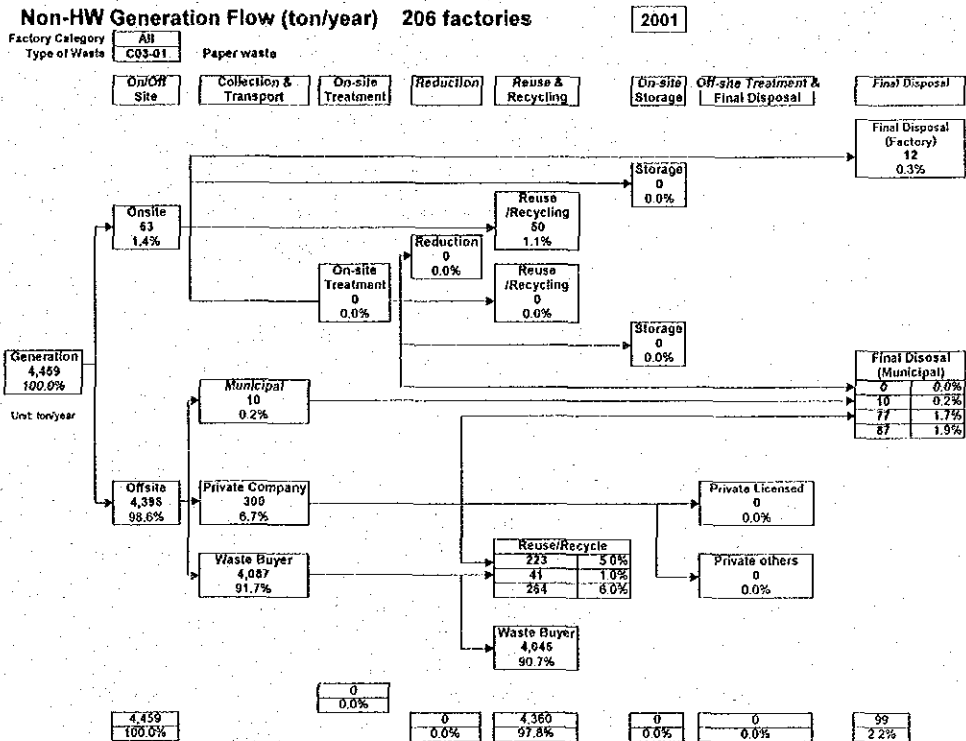 Non-HW Generation Flow (ton/year) 206 factories 2001
Factory Category All
Type of Waste C03-01 Paper waste
On/Off Site
Collection & Transport
On-site Treatment
Reduction
Reuse & Recycling
On-site Storage
Off-site Treatment & Final Disposal
Final Disposal
Final Disposal
(Factory)
12
0.3%
Storage
0
0.0%
Onsite
63
1.4%
Reuse
/Recycling
50
1.1%
Reduction
0
0.0%
On-site
Treatment
0
0.0%
Reuse
/Recycling
0
0.0%
Storage
0
0.0%
Generation
4,459
100.0%
Unit: ton/year
Final Disosal
(Municipal)
0 0.0%
10 0.2%
77 1.7%
87 1.9%
Municipal
10
0.2%
Offsite
4,398
98.6%
Private Company
300
6.7%
Private Licensed
0
0.0%
Waste Buyer
4,087
91.7%
Reuse/Recycle
223 5.0%
41 1.0%
264 6.0%
Private others
0
0.0%
Waste Buyer
4,046
90.7%
0
0.0%
4,459
100.0%
0
0.0%
4,360
97.8%
0
0.0%
0
0.0%
99
2.2%